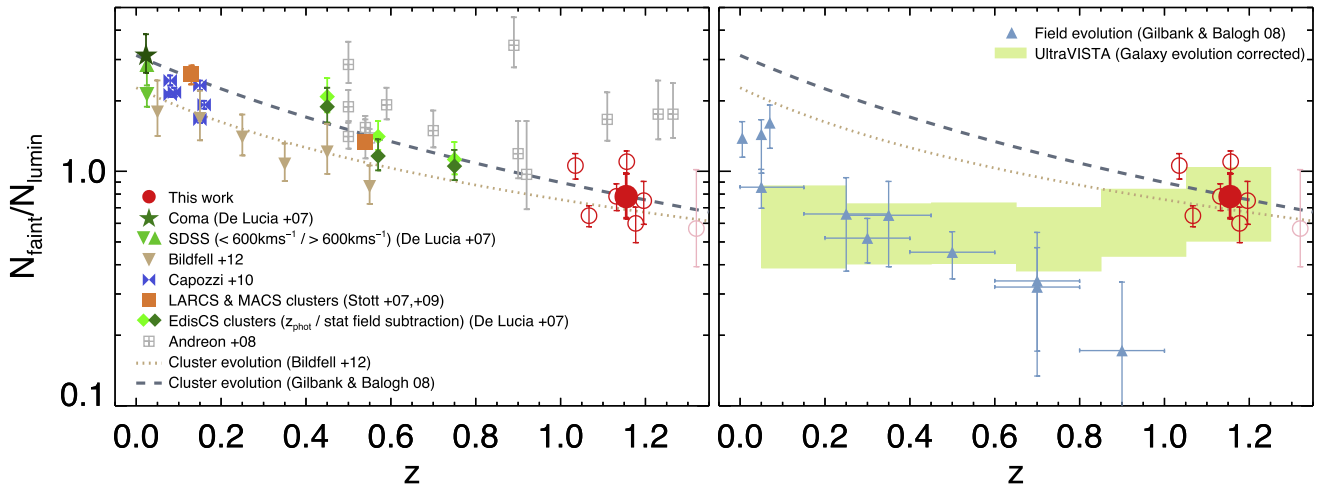 N_faint/N_lumin
1.0
0.1
This work
Coma (De Lucia +07)
SDSS (< 600kms⁻¹ / > 600kms⁻¹) (De Lucia +07)
Bildfell +12
Capozzi +10
LARCS & MACS clusters (Stott +07,+09)
EdisCS clusters (z_phot / stat field subtraction) (De Lucia +07)
Andreon +08
Cluster evolution (Bildfell +12)
Cluster evolution (Gilbank & Balogh 08)
0.0 0.2 0.4 0.6 0.8 1.0 1.2
z
Field evolution (Gilbank & Balogh 08)
UltraVISTA (Galaxy evolution corrected)
0.0 0.2 0.4 0.6 0.8 1.0 1.2
z